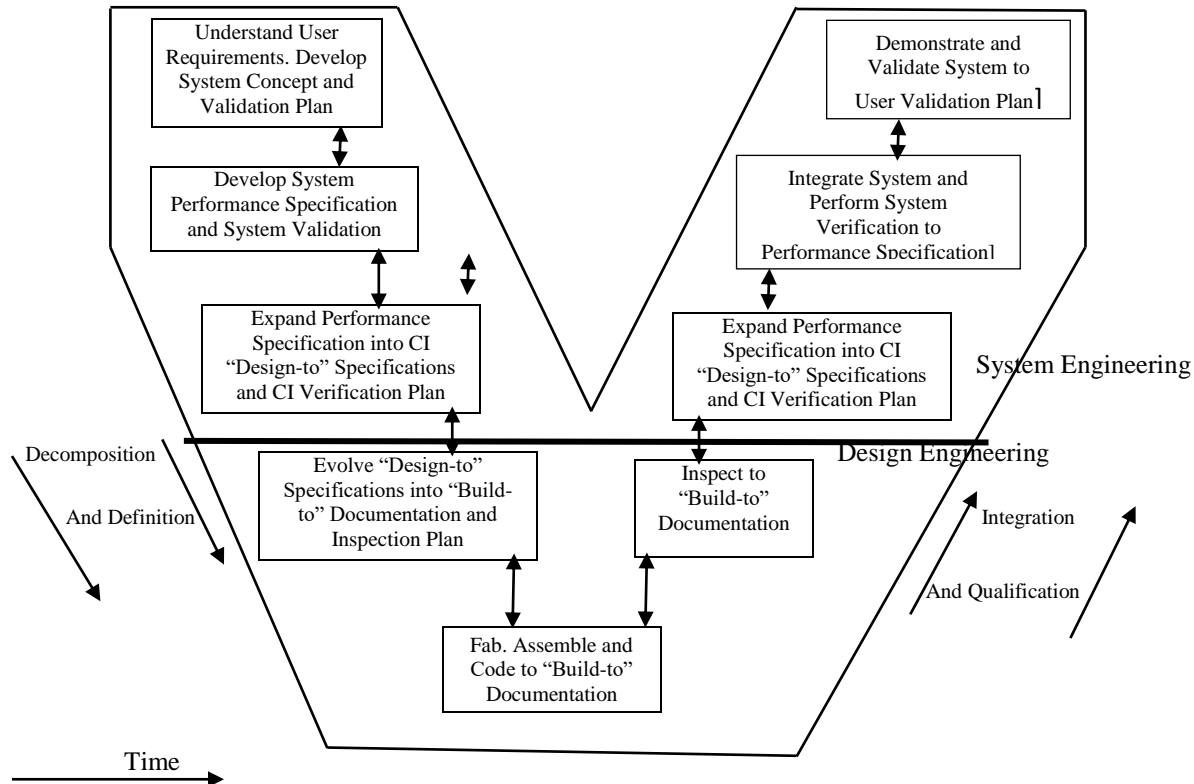 Understand User
Requirements. Develop
System Concept and
Validation Plan
Develop System
Performance Specification
and System Validation
Expand Performance
Specification into CI
“Design-to” Specifications
and CI Verification Plan
Evolve “Design-to”
Specifications into “Build-
to” Documentation and
Inspection Plan
Fab. Assemble and
Code to “Build-to”
Documentation
Inspect to
“Build-to”
Documentation
Expand Performance
Specification into CI
“Design-to” Specifications
and CI Verification Plan
Integrate System and
Perform System
Verification to
Performance Specification]
Demonstrate and
Validate System to
User Validation Plan]
System Engineering
Design Engineering
Decomposition
And Definition
Integration
And Qualification
Time